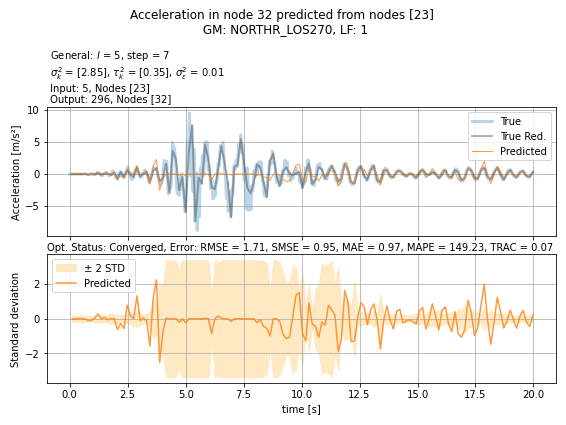 Acceleration in node 32 predicted from nodes [23]
GM: NORTHR_LOS270, LF: 1
General: l = 5, step = 7
σ²ₖ = [2.85], τ²ₖ = [0.35], σ²ₑ = 0.01
Input: 5, Nodes [23]
Output: 296, Nodes [32]
10
5
0
−5
Acceleration [m/s²]
True
True Red.
Predicted
Opt. Status: Converged, Error: RMSE = 1.71, SMSE = 0.95, MAE = 0.97, MAPE = 149.23, TRAC = 0.07
± 2 STD
Predicted
2
0
−2
Standard deviation
0.0 2.5 5.0 7.5 10.0 12.5 15.0 17.5 20.0
time [s]